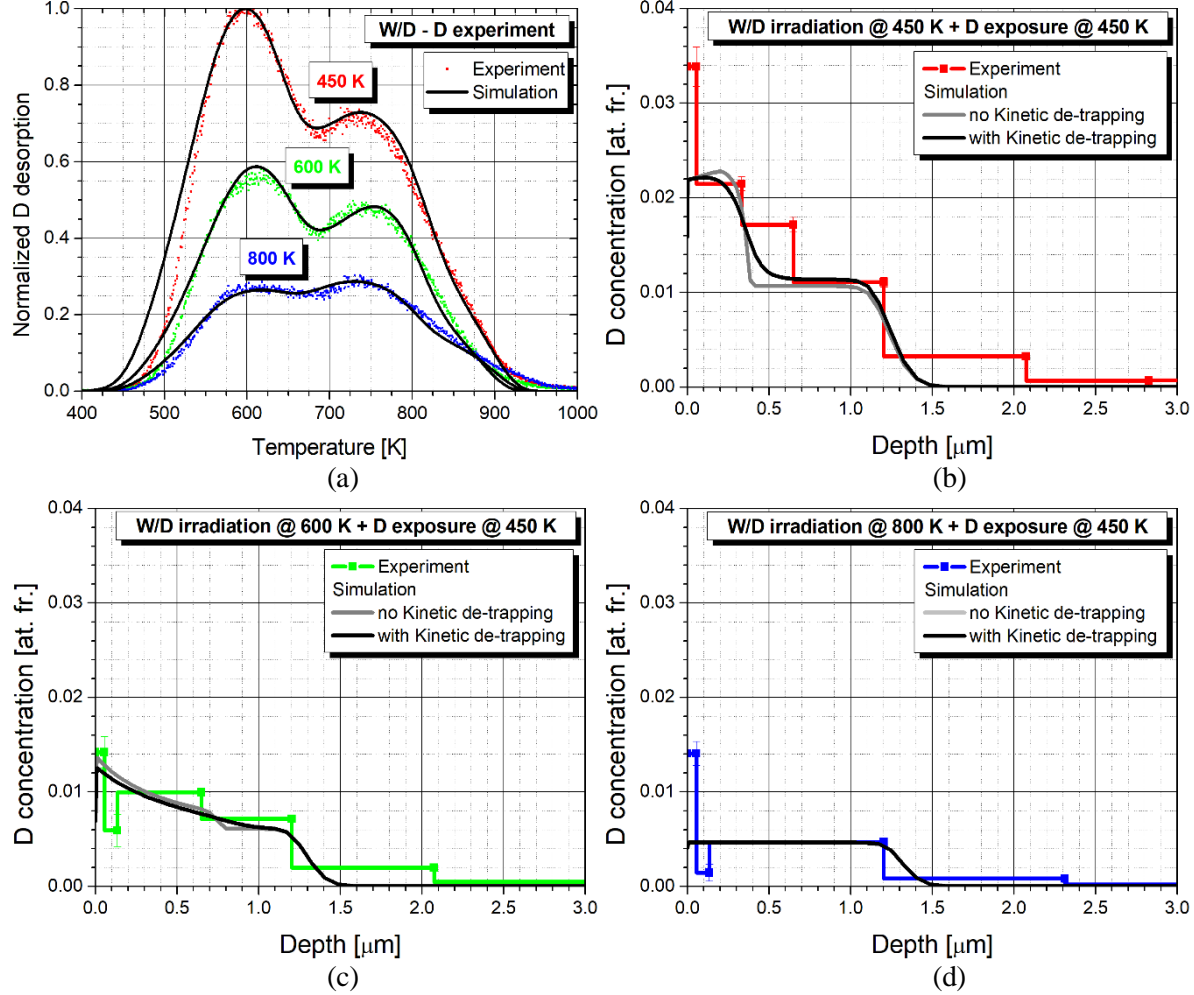 W/D - D experiment
Experiment
Simulation
450 K
600 K
800 K
Normalized D desorption
1.0
0.8
0.6
0.4
0.2
0.0
400 500 600 700 800 900 1000
Temperature [K]
(a)
W/D irradiation @ 450 K + D exposure @ 450 K
Experiment
Simulation
no Kinetic de-trapping
with Kinetic de-trapping
D concentration [at. fr.]
0.04
0.03
0.02
0.01
0.00
0.0 0.5 1.0 1.5 2.0 2.5 3.0
Depth [μm]
(b)
W/D irradiation @ 600 K + D exposure @ 450 K
Experiment
Simulation
no Kinetic de-trapping
with Kinetic de-trapping
D concentration [at. fr.]
0.04
0.03
0.02
0.01
0.00
0.0 0.5 1.0 1.5 2.0 2.5 3.0
Depth [μm]
(c)
W/D irradiation @ 800 K + D exposure @ 450 K
Experiment
Simulation
no Kinetic de-trapping
with Kinetic de-trapping
D concentration [at. fr.]
0.04
0.03
0.02
0.01
0.00
0.0 0.5 1.0 1.5 2.0 2.5 3.0
Depth [μm]
(d)